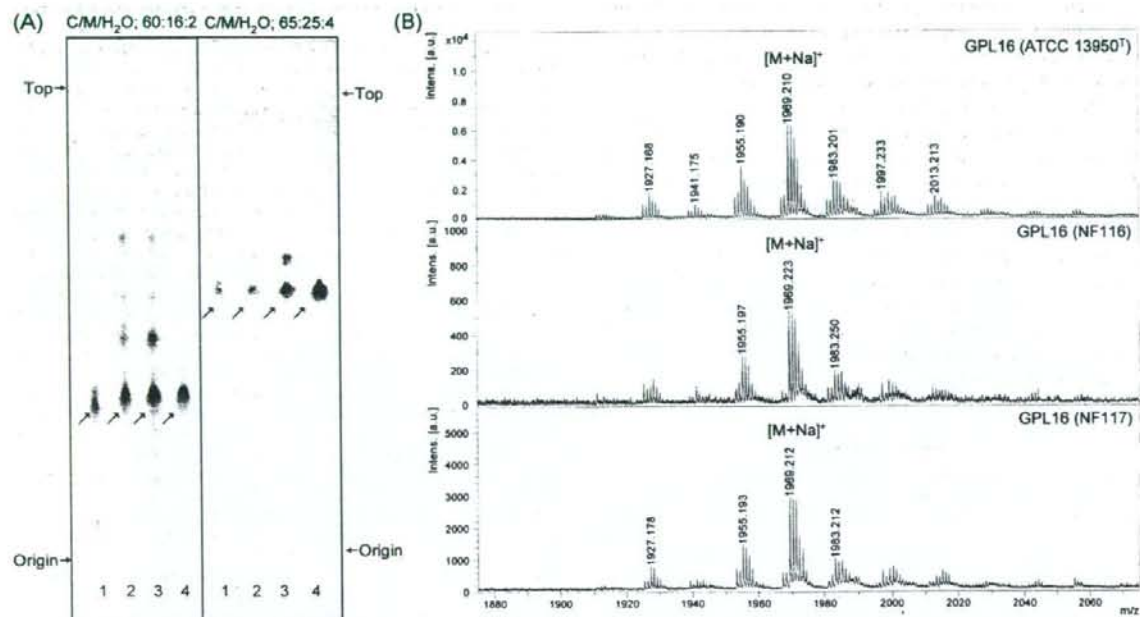 (A) C/M/H₂O; 60:16:2 C/M/H₂O; 65:25:4
Top→
←Top
Origin→
←Origin
1 2 3 4 1 2 3 4
(B)
x10⁴
Intens. [a.u.]
1.0
0.8
0.6
0.4
0.2
0.0
GPL16 (ATCC 13950ᵀ)
[M+Na]⁺
1927.168
1941.175
1955.190
1969.210
1983.201
1997.233
2013.213
Intens. [a.u.]
1000
800
600
400
200
0
GPL16 (NF116)
[M+Na]⁺
1955.197
1969.223
1983.250
Intens. [a.u.]
5000
4000
3000
2000
1000
0
GPL16 (NF117)
[M+Na]⁺
1927.178
1955.193
1969.212
1983.212
1880 1900 1920 1940 1960 1980 2000 2020 2040 2060
m/z